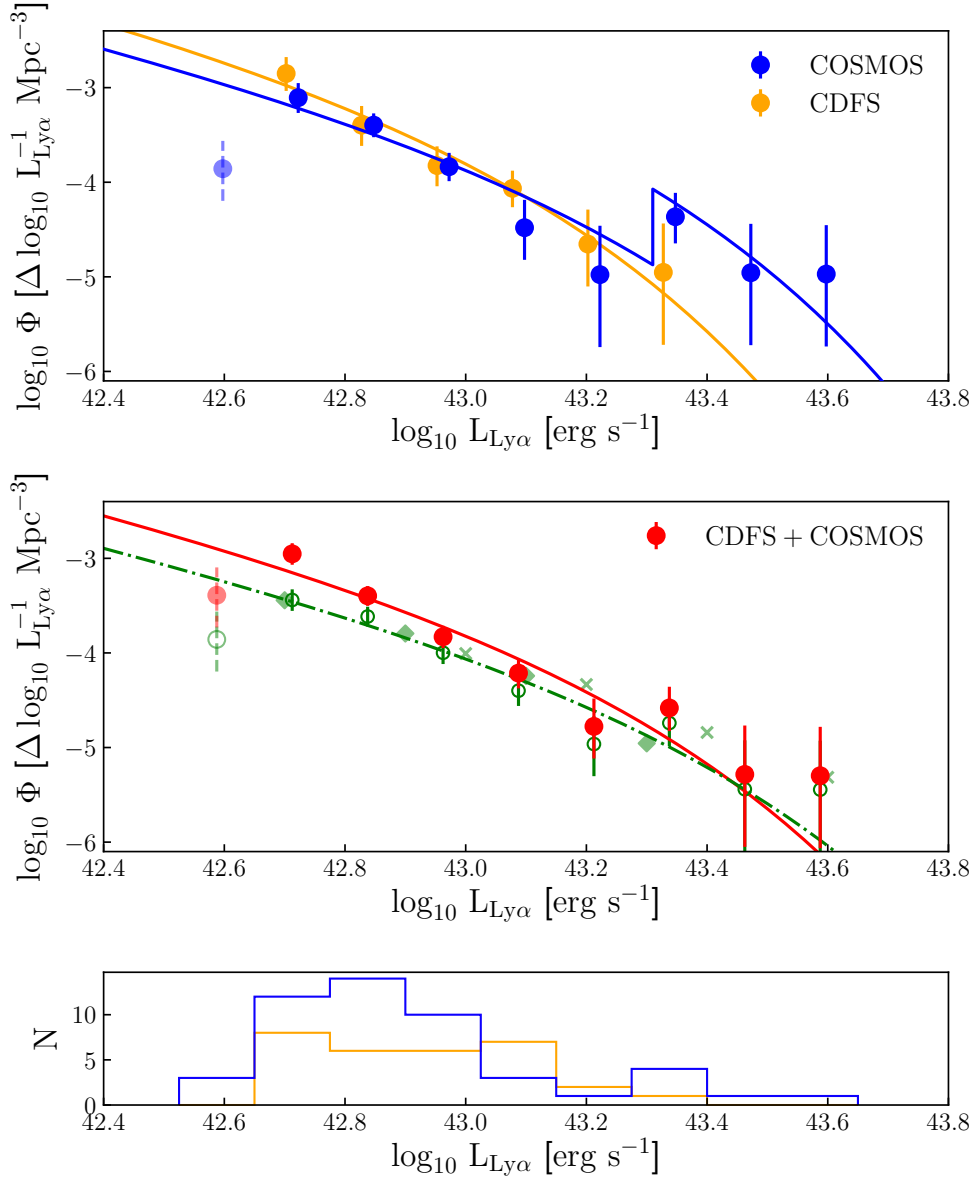 log₁₀ Φ [Δ log₁₀ L⁻¹_Lyα Mpc⁻³]
−3
−4
−5
−6
COSMOS
CDFS
42.4 42.6 42.8 43.0 43.2 43.4 43.6 43.8
log₁₀ L_Lyα [erg s⁻¹]
log₁₀ Φ [Δ log₁₀ L⁻¹_Lyα Mpc⁻³]
−3
−4
−5
−6
CDFS + COSMOS
42.4 42.6 42.8 43.0 43.2 43.4 43.6 43.8
log₁₀ L_Lyα [erg s⁻¹]
N
10
5
0
42.4 42.6 42.8 43.0 43.2 43.4 43.6 43.8
log₁₀ L_Lyα [erg s⁻¹]